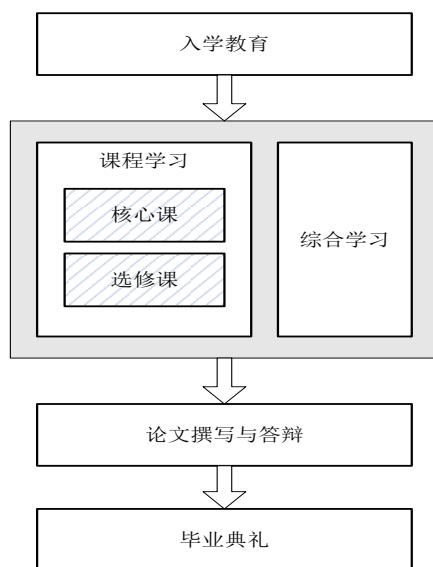 入学教育
课程学习
核心课
选修课
综合学习
论文撰写与答辩
毕业典礼